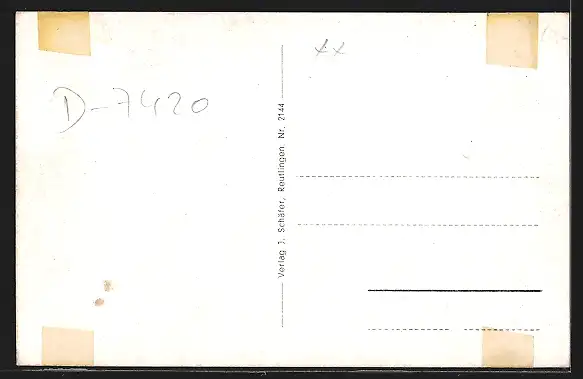 xx
D-7420
Verlag J. Schäfer, Reutlingen Nr. 2144